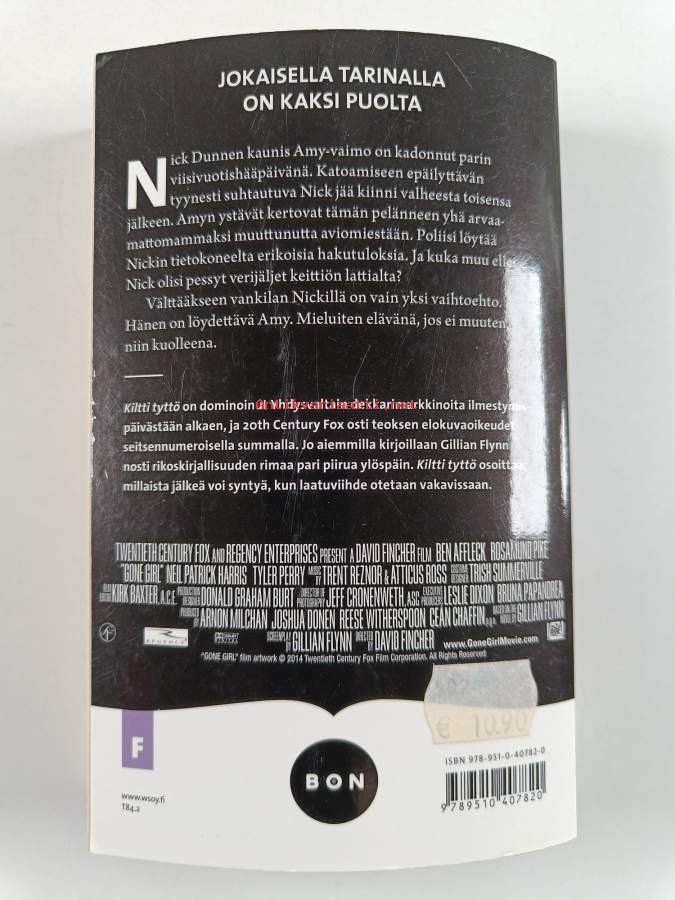 JOKAISELLA TARINALLA
ON KAKSI PUOLTA
Nick Dunnen kaunis Amy-vaimo on kadonnut parin
viisivuotishääpäivänä. Katoamiseen epäilyttävän
tyynesti suhtautuva Nick jää kiinni valheesta toisensa
jälkeen. Amyn ystävät kertovat tämän pelänneen yhä arvaa-
mattomammaksi muuttunutta aviomiestään. Poliisi löytää
Nickin tietokoneelta erikoisia hakutuloksia. Ja kuka muu
Nick olisi pessyt verijäljet keittiön lattialta?
Välttääkseen vankilan Nickillä on vain yksi vaihtoehto.
Hänen on löydettävä Amy. Mieluiten elävänä, jos ei muuten,
niin kuolleena.
Kiltti tyttö on dominoinut Yhdysvaltain dekkarimarkkinoita ilmestymis-
päivästään alkaen, ja 20th Century Fox osti teoksen elokuvaoikeudet
seitsennumeroisella summalla. Jo aiemmilla kirjoillaan Gillian Flynn
nosti rikoskirjallisuuden rimaa pari piirua ylöspäin. Kiltti tyttö osoittaa,
millaista jälkeä voi syntyä, kun laatuviihde otetaan vakavissaan.
TWENTIETH CENTURY FOX AND REGENCY ENTERPRISES PRESENT A DAVID FINCHER FILM BEN AFFLECK ROSAMUND PIKE
"GONE GIRL" NEIL PATRICK HARRIS TYLER PERRY MUSIC BY TRENT REZNOR & ATTICUS ROSS COSTUME DESIGNER TRISH SUMMERVILLE
FILM EDITOR KIRK BAXTER A.C.E. PRODUCTION DESIGNER DONALD GRAHAM BURT DIRECTOR OF PHOTOGRAPHY JEFF CRONENWETH, ASC EXECUTIVE PRODUCERS LESLIE DIXON BRUNA PAPANDREA
PRODUCED BY ARNON MILCHAN JOSHUA DONEN REESE WITHERSPOON CEÁN CHAFFIN, p.g.a. BASED ON THE NOVEL BY GILLIAN FLYNN
SCREENPLAY BY GILLIAN FLYNN DIRECTED BY DAVID FINCHER
REGENCY
DOLBY DIGITAL
www.GoneGirlMovie.com
"GONE GIRL" film artwork © 2014 Twentieth Century Fox Film Corporation. All Rights Reserved
€ 10.90
F
BON
ISBN 978-951-0-40782-0
9 789510 407820
www.wsoy.fi
T84.2